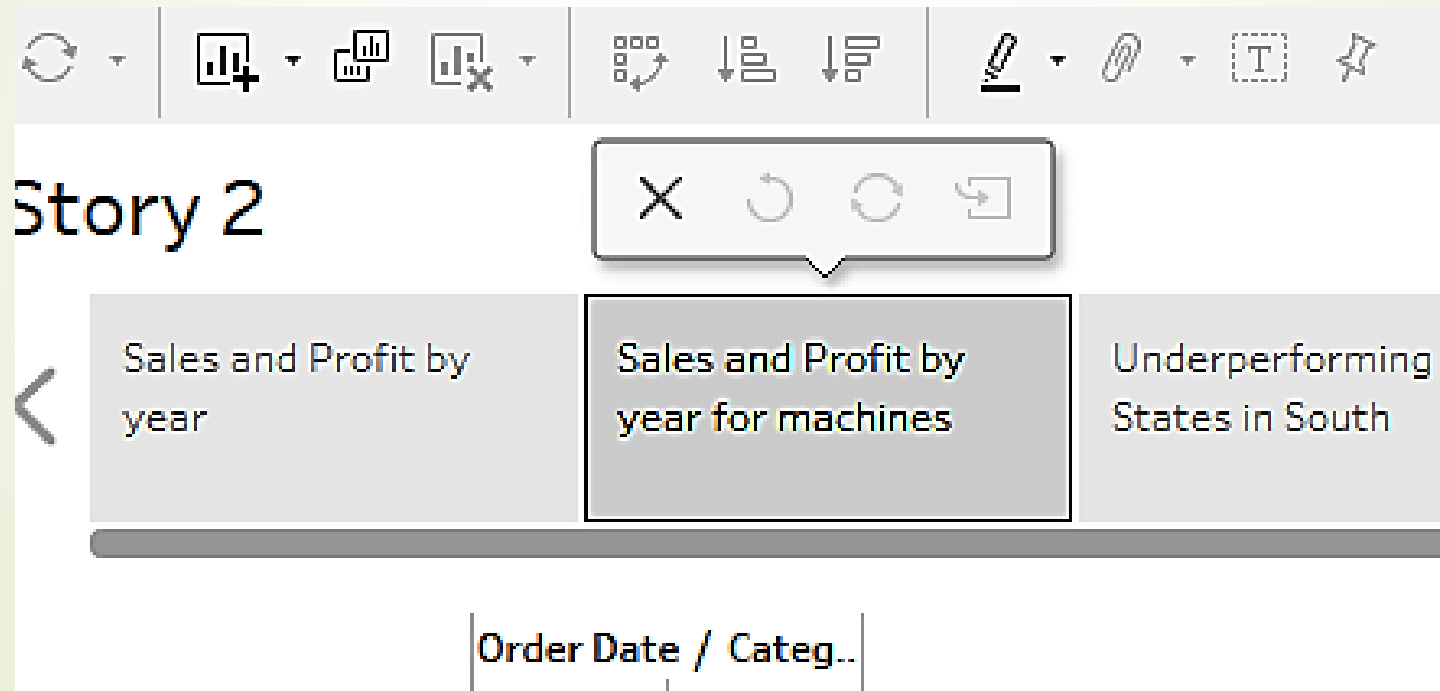 T
Story 2
Sales and Profit by
year
Sales and Profit by
year for machines
Underperforming
States in South
Order Date / Categ..